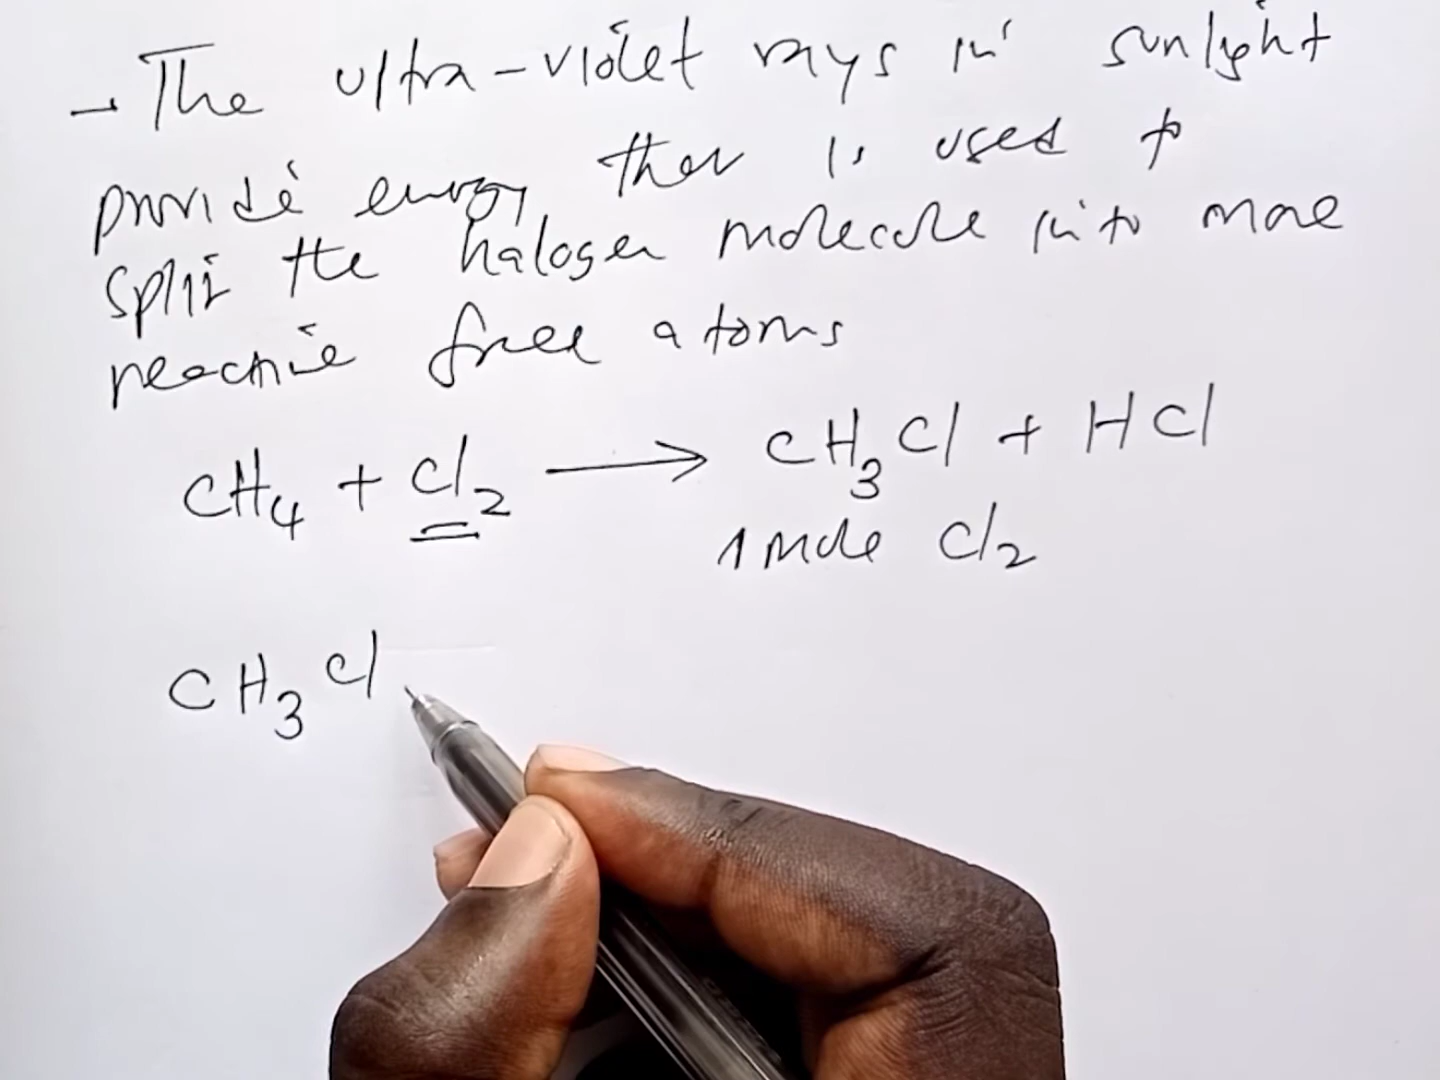 → The ultra-violet rays in sunlight
provide energy that is used to
split the halogen molecule into more
reactive free atoms
CH₄ + Cl₂ → CH₃Cl + HCl
1 mole Cl₂
CH₃Cl